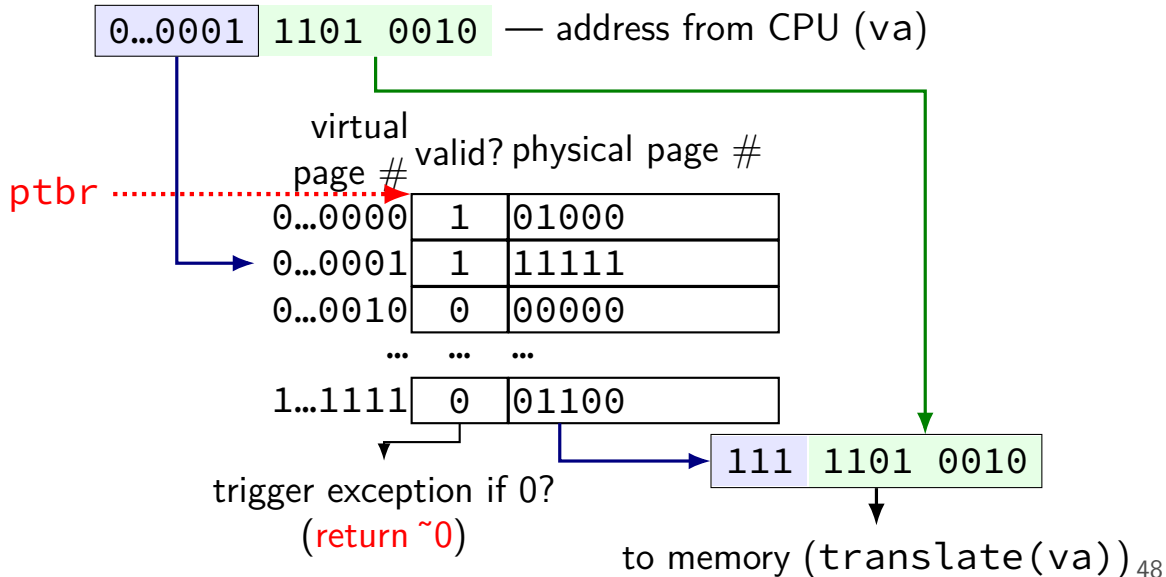 0…0001 1101 0010 — address from CPU (va)
virtual
page # valid? physical page #
ptbr
0…0000 1 01000
0…0001 1 11111
0…0010 0 00000
… … …
1…1111 0 01100
111 1101 0010
trigger exception if 0?
(return ~0)
to memory (translate(va))
48